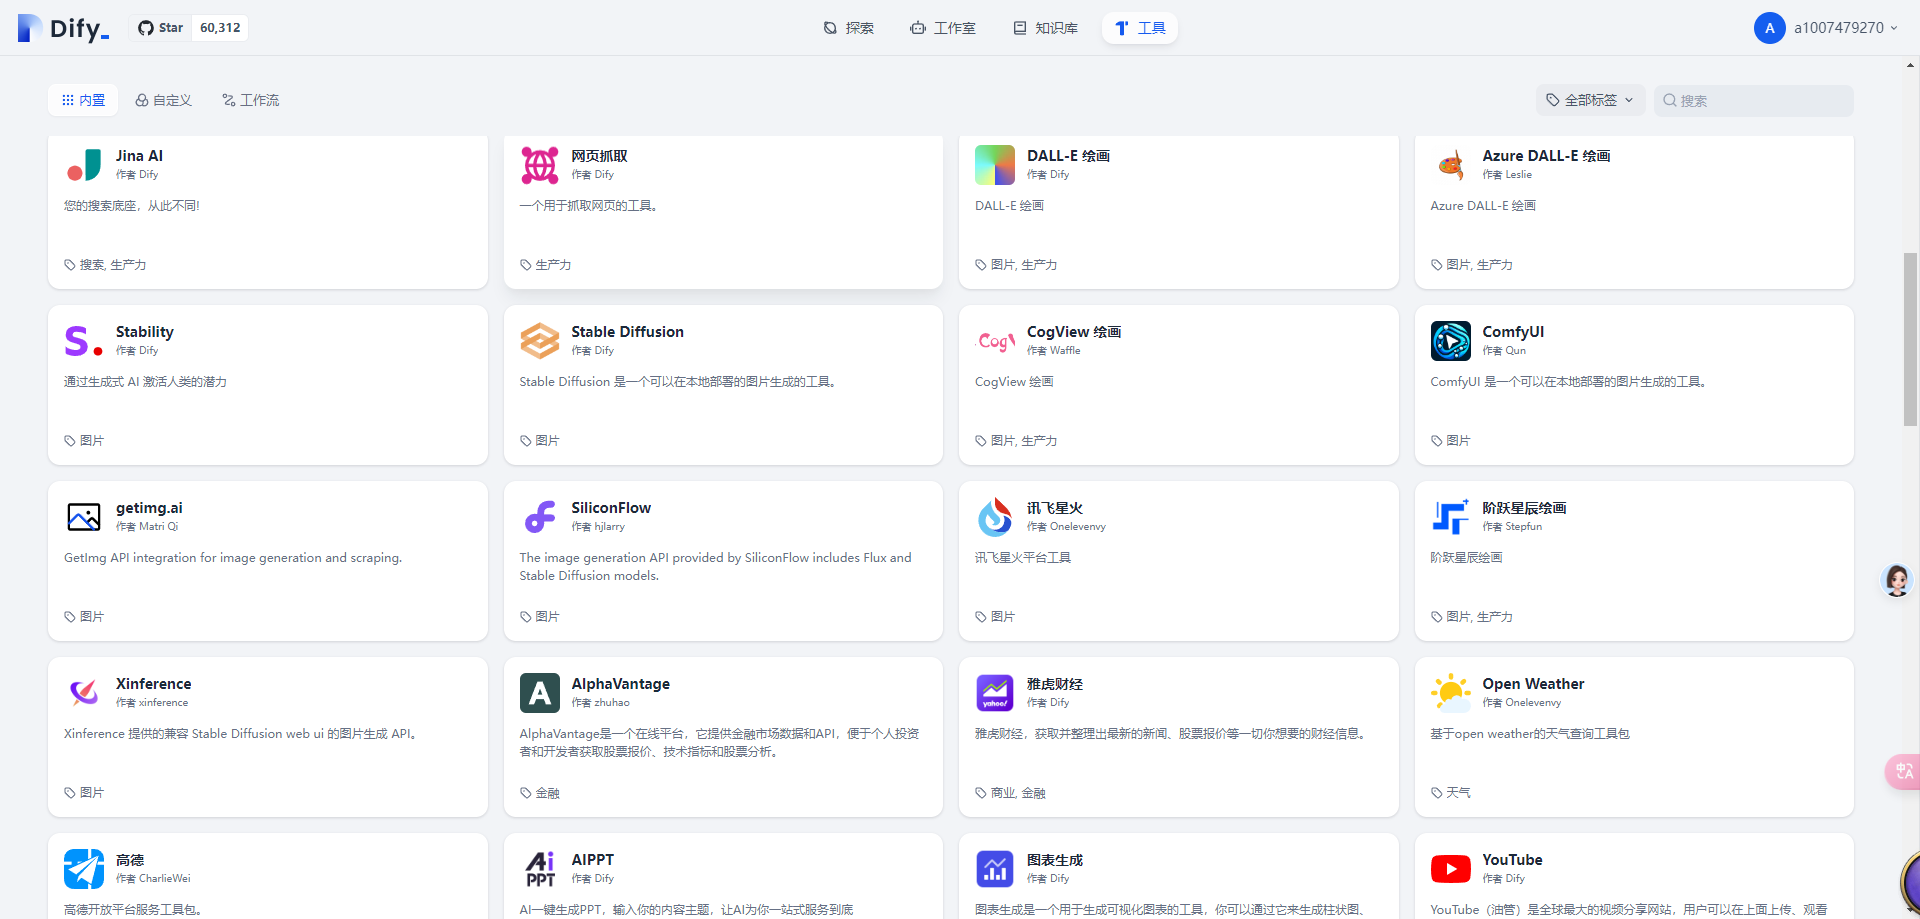 Dify_
Star 60,312
探索
工作室
知识库
工具
A
a1007479270
内置
自定义
工作流
全部标签
搜索
Jina AI
作者 Dify
您的搜索底座，从此不同!
搜索, 生产力
网页抓取
作者 Dify
一个用于抓取网页的工具。
生产力
DALL-E 绘画
作者 Dify
DALL-E 绘画
图片, 生产力
Azure DALL-E 绘画
作者 Leslie
Azure DALL-E 绘画
图片, 生产力
S.
Stability
作者 Dify
通过生成式 AI 激活人类的潜力
图片
Stable Diffusion
作者 Dify
Stable Diffusion 是一个可以在本地部署的图片生成的工具。
图片
CogV
CogView 绘画
作者 Waffle
CogView 绘画
图片, 生产力
ComfyUI
作者 Qun
ComfyUI 是一个可以在本地部署的图片生成的工具。
图片
getimg.ai
作者 Matri Qi
GetImg API integration for image generation and scraping.
图片
SiliconFlow
作者 hjlarry
The image generation API provided by SiliconFlow includes Flux and
Stable Diffusion models.
图片
讯飞星火
作者 Onelevenvy
讯飞星火平台工具
图片
阶跃星辰绘画
作者 Stepfun
阶跃星辰绘画
图片, 生产力
Xinference
作者 xinference
Xinference 提供的兼容 Stable Diffusion web ui 的图片生成 API。
图片
A
AlphaVantage
作者 zhuhao
AlphaVantage是一个在线平台，它提供金融市场数据和API，便于个人投资
者和开发者获取股票报价、技术指标和股票分析。
金融
yahoo!
雅虎财经
作者 Dify
雅虎财经，获取并整理出最新的新闻、股票报价等一切你想要的财经信息。
商业, 金融
Open Weather
作者 Onelevenvy
基于open weather的天气查询工具包
天气
高德
作者 CharlieWei
高德开放平台服务工具包。
Ai
PPT
AIPPT
作者 Dify
AI一键生成PPT，输入你的内容主题，让AI为你一站式服务到底
图表生成
作者 Dify
图表生成是一个用于生成可视化图表的工具，你可以通过它来生成柱状图、
YouTube
作者 Dify
YouTube（油管）是全球最大的视频分享网站，用户可以在上面上传、观看
中A